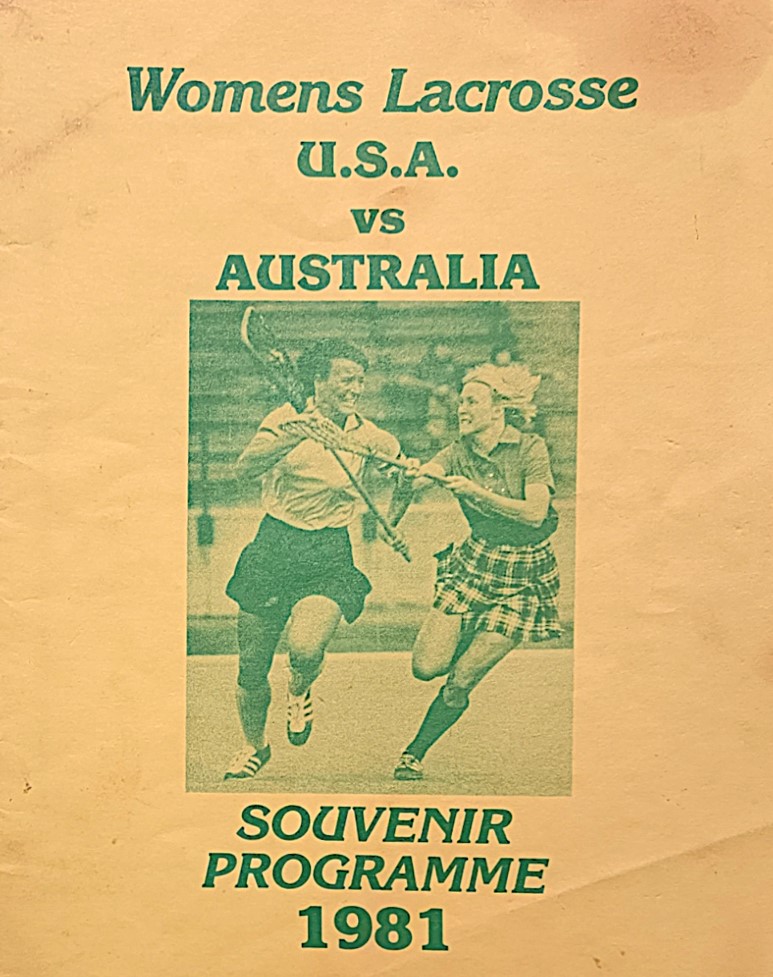 Womens Lacrosse
U.S.A.
vs
AUSTRALIA
SOUVENIR
PROGRAMME
1981